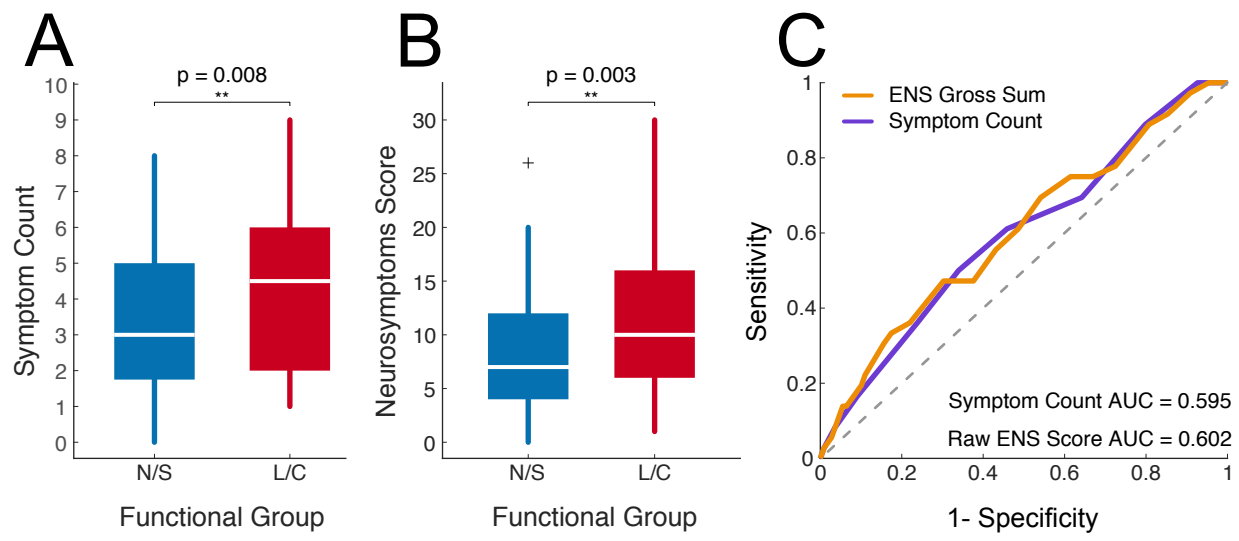 A
p = 0.008
**
10
9
8
7
6
5
4
3
2
1
0
Symptom Count
N/S
L/C
Functional Group
B
p = 0.003
**
30
25
20
15
10
5
0
+
Neurosymptoms Score
N/S
L/C
Functional Group
C
1
0.8
0.6
0.4
0.2
0
Sensitivity
ENS Gross Sum
Symptom Count
Symptom Count AUC = 0.595
Raw ENS Score AUC = 0.602
0
0.2
0.4
0.6
0.8
1
1- Specificity